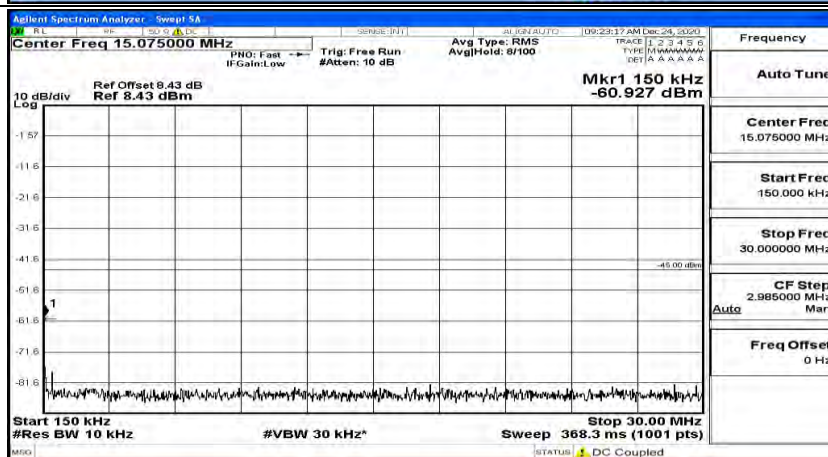 Agilent Spectrum Analyzer - Swept SA
RL RF 50 Ω DC SENSE:INT ALIGN AUTO 09:23:17 AM Dec 24, 2020
Center Freq 15.075000 MHz
PNO: Fast
IFGain:Low
Trig: Free Run
#Atten: 10 dB
Avg Type: RMS
Avg|Hold: 8/100
TRACE 1 2 3 4 5 6
TYPE M WWWWW
DET A A A A A A
Ref Offset 8.43 dB
10 dB/div Ref 8.43 dBm
Log
Mkr1 150 kHz
-60.927 dBm
-1.57
-11.6
-21.6
-31.6
-41.6
-45.00 dBm
-51.6
1
-61.6
-71.6
-81.6
Start 150 kHz Stop 30.00 MHz
#Res BW 10 kHz #VBW 30 kHz* Sweep 368.3 ms (1001 pts)
MSG STATUS DC Coupled
Frequency
Auto Tune
Center Freq
15.075000 MHz
Start Freq
150.000 kHz
Stop Freq
30.000000 MHz
CF Step
2.985000 MHz
Auto Man
Freq Offset
0 Hz